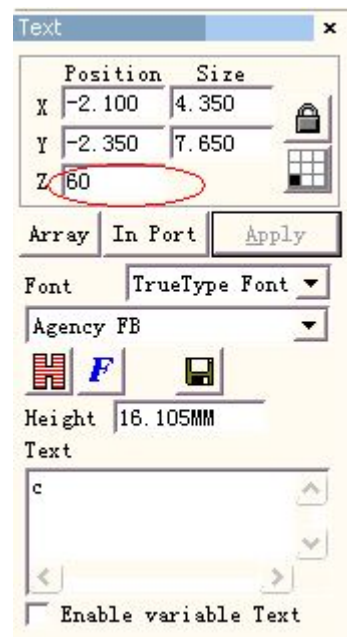 Text
Position Size
X -2.100 4.350
Y -2.350 7.650
Z 60
Array In Port Apply
Font TrueType Font
Agency FB
H F
Height 16.105MM
Text
c
Enable variable Text